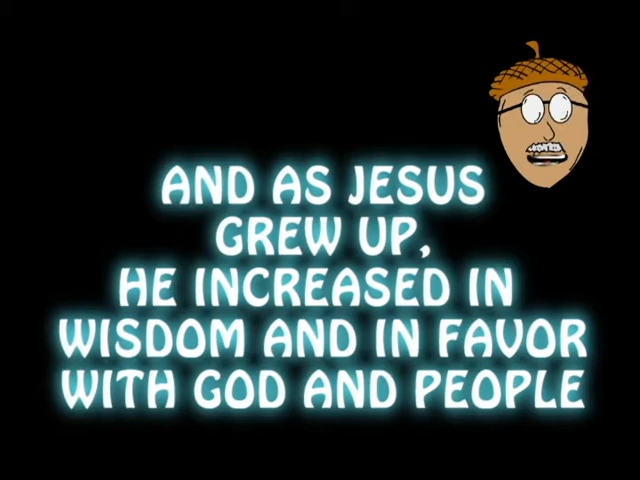 AND AS JESUS
GREW UP,
HE INCREASED IN
WISDOM AND IN FAVOR
WITH GOD AND PEOPLE